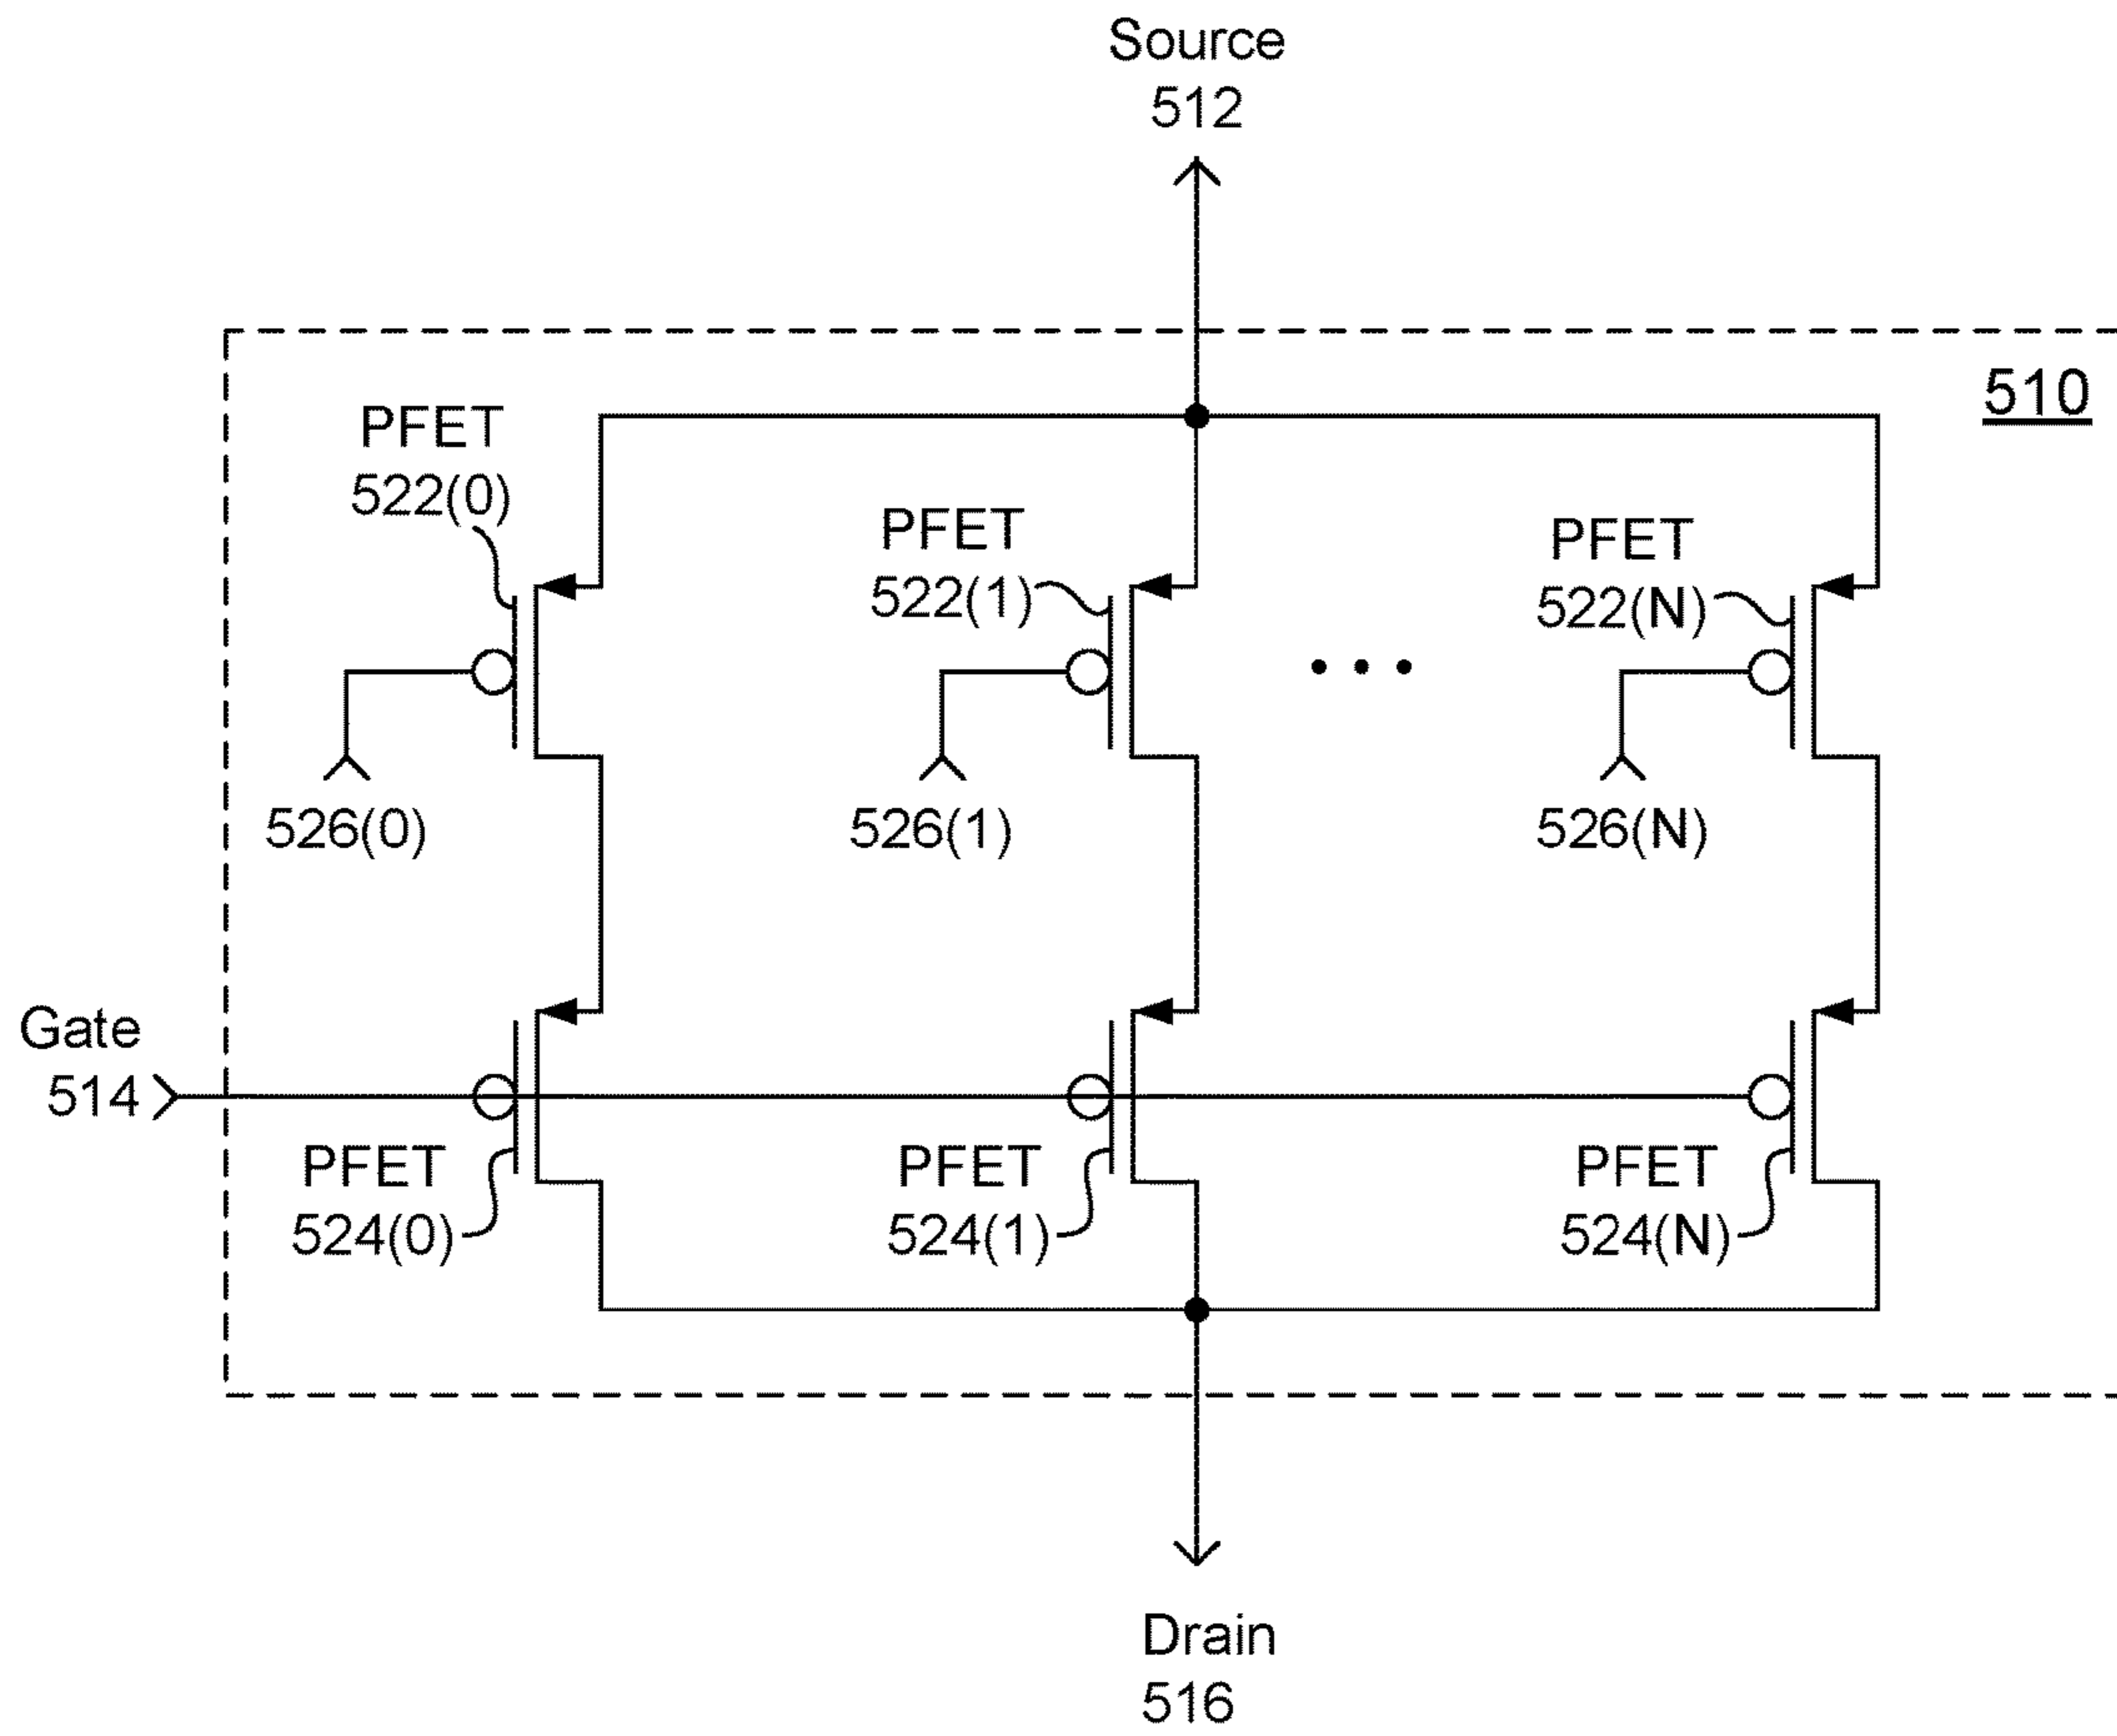 Source
512
510
PFET
522(0)
PFET
522(1)
PFET
522(N)
526(0)
526(1)
526(N)
Gate
514
PFET
524(0)
PFET
524(1)
PFET
524(N)
Drain
516